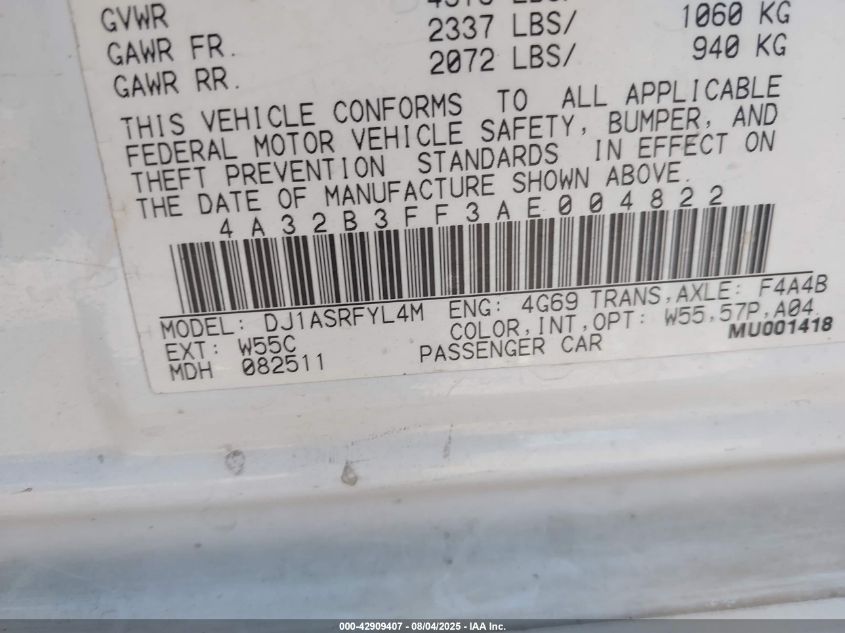 GVWR
GAWR FR. 2337 LBS/ 1060 KG
GAWR RR. 2072 LBS/ 940 KG
THIS VEHICLE CONFORMS TO ALL APPLICABLE
FEDERAL MOTOR VEHICLE SAFETY, BUMPER, AND
THEFT PREVENTION STANDARDS IN EFFECT ON
THE DATE OF MANUFACTURE SHOWN ABOVE.
4A32B3FF3AE004822
MODEL: DJ1ASRFYL4M ENG: 4G69 TRANS,AXLE: F4A4B
EXT: W55C COLOR,INT,OPT: W55,57P,A04
MDH 082511 PASSENGER CAR MU001418
000-42909407 - 08/04/2025 - IAA Inc.